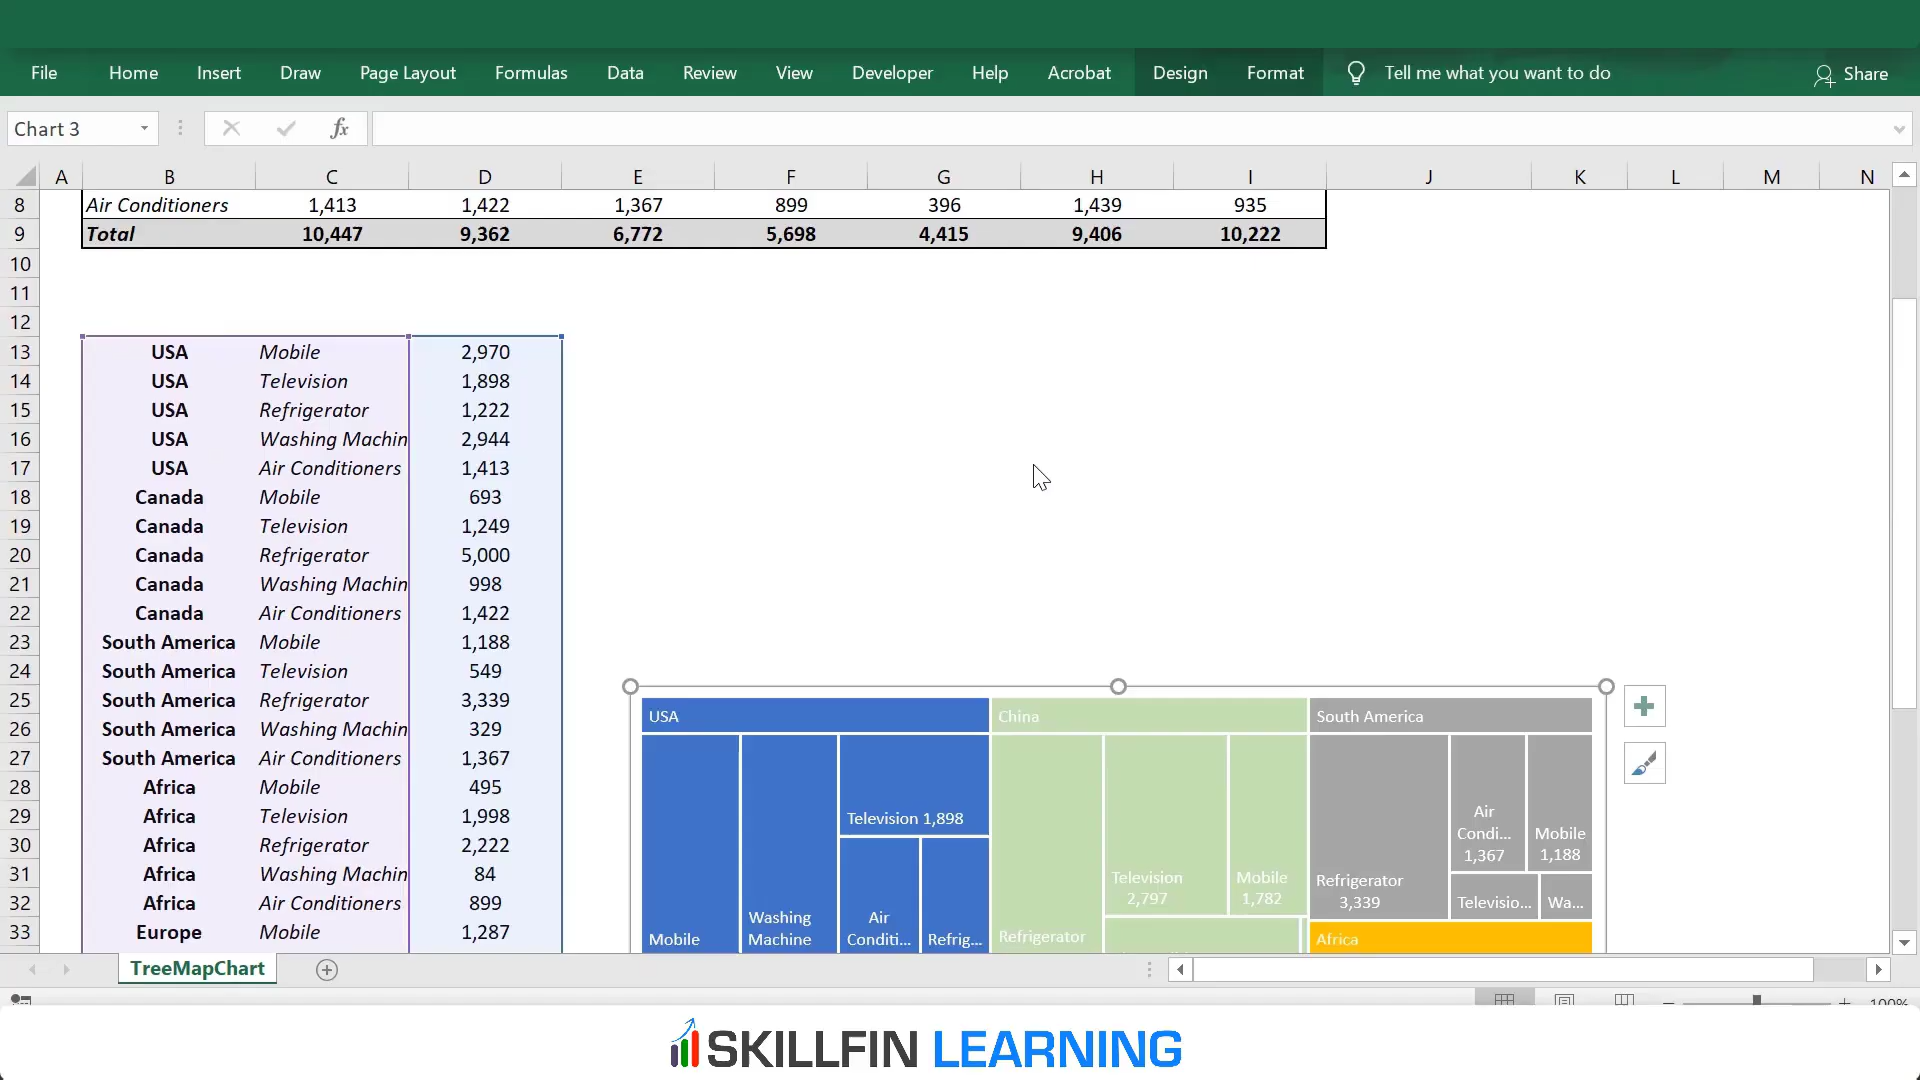 File Home Insert Draw Page Layout Formulas Data Review View Developer Help Acrobat Design Format Tell me what you want to do Share
Chart 3 fx
A B C D E F G H I J K L M N
8 Air Conditioners 1,413 1,422 1,367 899 396 1,439 935
9 Total 10,447 9,362 6,772 5,698 4,415 9,406 10,222
10
11
12
13 USA Mobile 2,970
14 USA Television 1,898
15 USA Refrigerator 1,222
16 USA Washing Machin 2,944
17 USA Air Conditioners 1,413
18 Canada Mobile 693
19 Canada Television 1,249
20 Canada Refrigerator 5,000
21 Canada Washing Machin 998
22 Canada Air Conditioners 1,422
23 South America Mobile 1,188
24 South America Television 549
25 South America Refrigerator 3,339
26 South America Washing Machin 329
27 South America Air Conditioners 1,367
28 Africa Mobile 495
29 Africa Television 1,998
30 Africa Refrigerator 2,222
31 Africa Washing Machin 84
32 Africa Air Conditioners 899
33 Europe Mobile 1,287
USA China South America
Television 1,898
Air
Condi...
1,367
Mobile
1,188
Television
2,797
Mobile
1,782
Refrigerator
3,339
Televisio... Wa...
Mobile
Washing
Machine
Air
Conditi...
Refrig...
Refrigerator
Africa
TreeMapChart
100%
SKILLFIN LEARNING